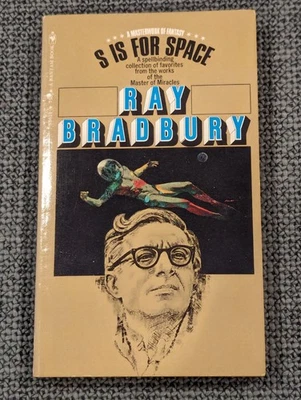 A MASTERWORK OF FANTASY
S IS FOR SPACE
A spellbinding
collection of favorites
from the works
of the
Master of Miracles
RAY
BRADBURY